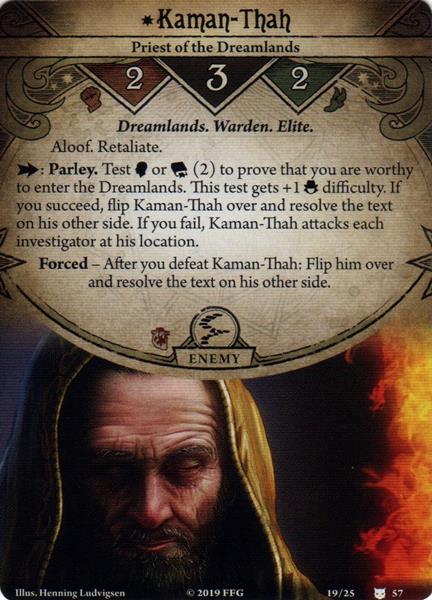 Kaman-Thah
Priest of the Dreamlands
2 3 2
Dreamlands. Warden. Elite.
Aloof. Retaliate.
: Parley. Test or (2) to prove that you are worthy
to enter the Dreamlands. This test gets +1 difficulty. If
you succeed, flip Kaman-Thah over and resolve the text
on his other side. If you fail, Kaman-Thah attacks each
investigator at his location.
Forced – After you defeat Kaman-Thah: Flip him over
and resolve the text on his other side.
ENEMY
Illus. Henning Ludvigsen © 2019 FFG 19/25 57